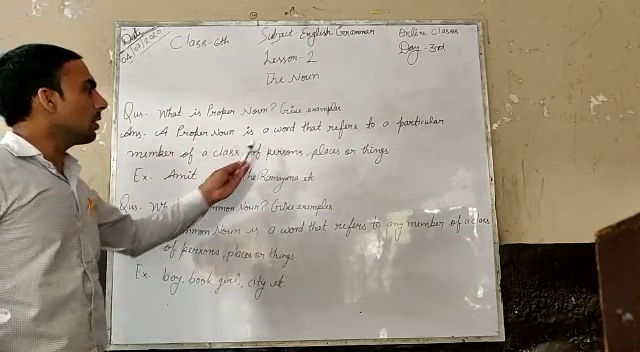 Date
04/07/2020
Class-6th
Subject-English Grammar
Online Classes
Day-3rd
Lesson-2
The Noun
Qus- What is Proper Noun? Give examples
Ans- A Proper Noun is a word that refers to a particular
member of a class of persons, places or things.
Ex- Amit the Ramayana etc.
Qus- Noun? Give examples
Noun is a word that refers to any member of a class
of persons, places or things.
Ex. boy, book, girl, city etc